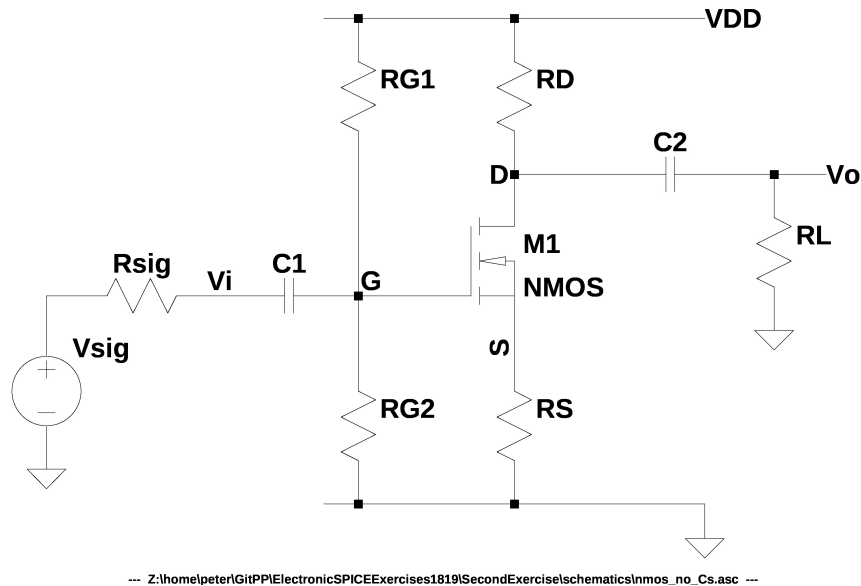 VDD
RG1
RD
C2
D
Vo
RL
M1
Rsig
Vi
C1
G
NMOS
Vsig
S
RG2
RS
--- Z:\home\peter\GitPP\ElectronicSPICEExercises1819\SecondExercise\schematics\nmos_no_Cs.asc ---